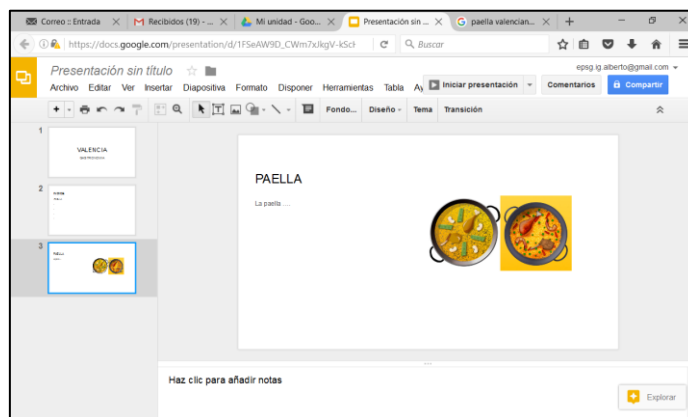 Correo :: Entrada
Recibidos (19) - ...
Mi unidad - Goo...
Presentación sin ...
paella valencian...
https://docs.google.com/presentation/d/1FSeAW9D_CWm7xJkgV-kScH
Buscar
Presentación sin título
epsg.ig.alberto@gmail.com
Archivo Editar Ver Insertar Diapositiva Formato Disponer Herramientas Tabla Ay
Iniciar presentación
Comentarios
Compartir
Fondo... Diseño Tema Transición
1
VALENCIA
2
3
PAELLA
PAELLA
La paella ....
Haz clic para añadir notas
Explorar